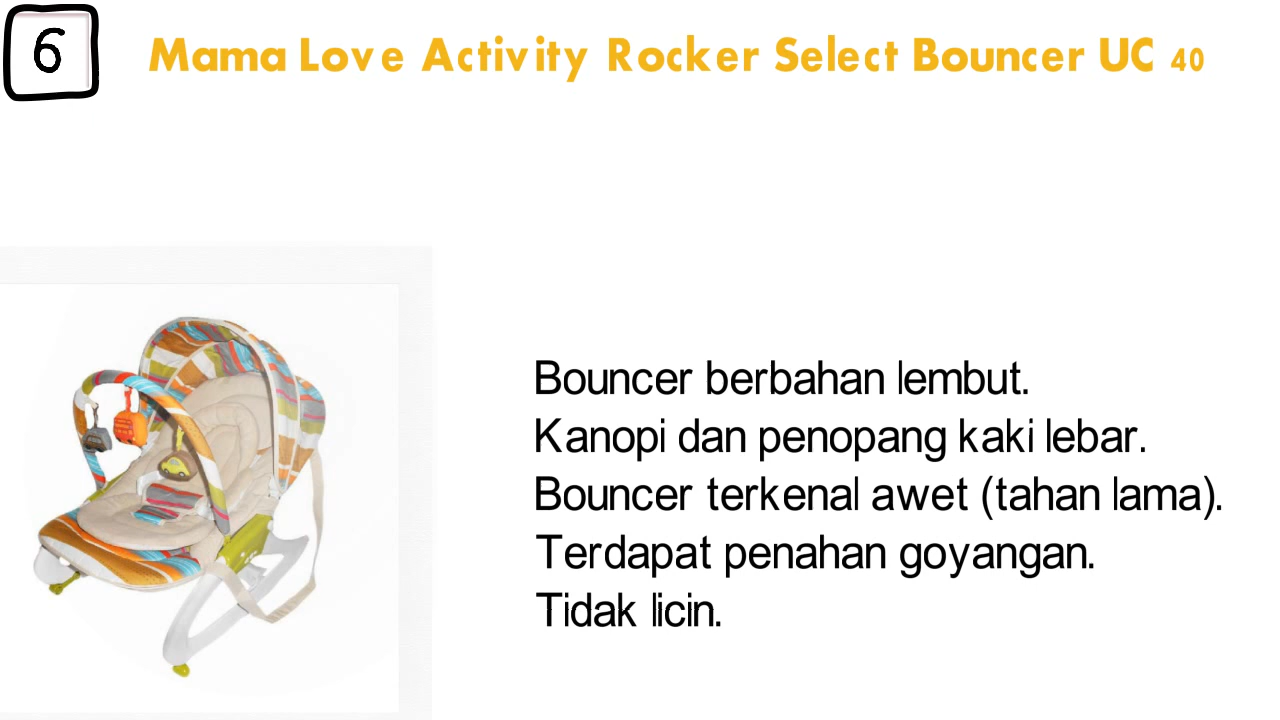 6
Mama Love Activity Rocker Select Bouncer UC 40
Bouncer berbahan lembut.
Kanopi dan penopang kaki lebar.
Bouncer terkenal awet (tahan lama).
Terdapat penahan goyangan.
Tidak licin.